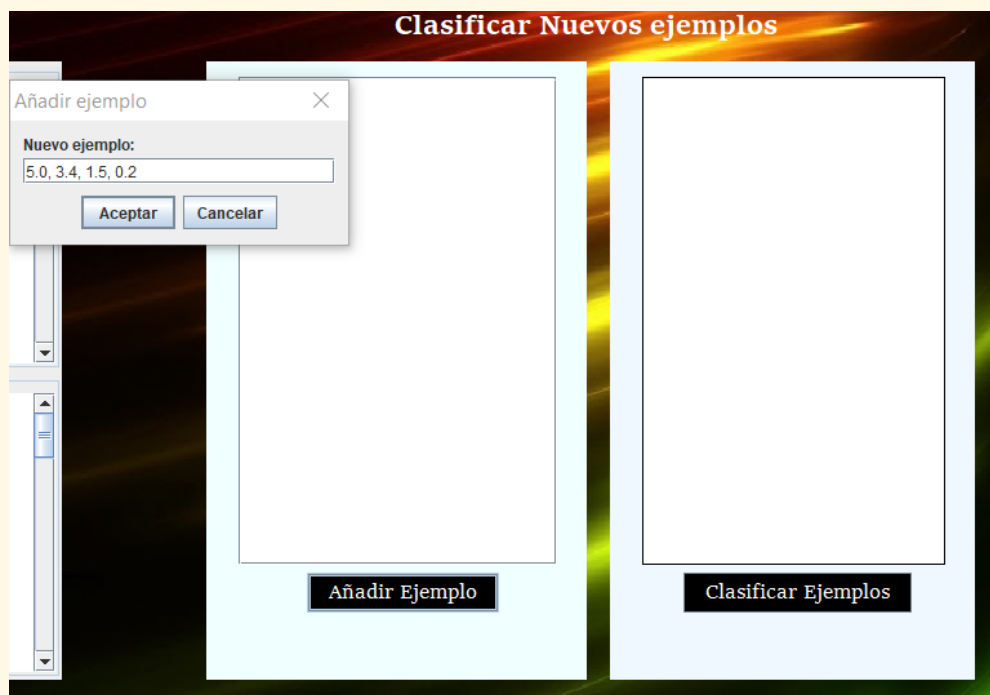 Clasificar Nuevos ejemplos
Añadir ejemplo
Nuevo ejemplo:
5.0, 3.4, 1.5, 0.2
Aceptar Cancelar
Añadir Ejemplo
Clasificar Ejemplos